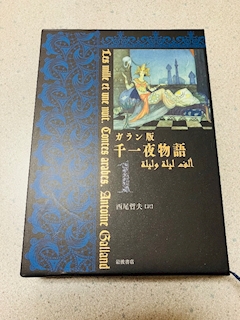 Les mille et une nuit. Contes arabes. Antoine Galland
ガラン版
千一夜物語
ألف ليلة وليلة
1
西尾哲夫［訳］
岩波書店